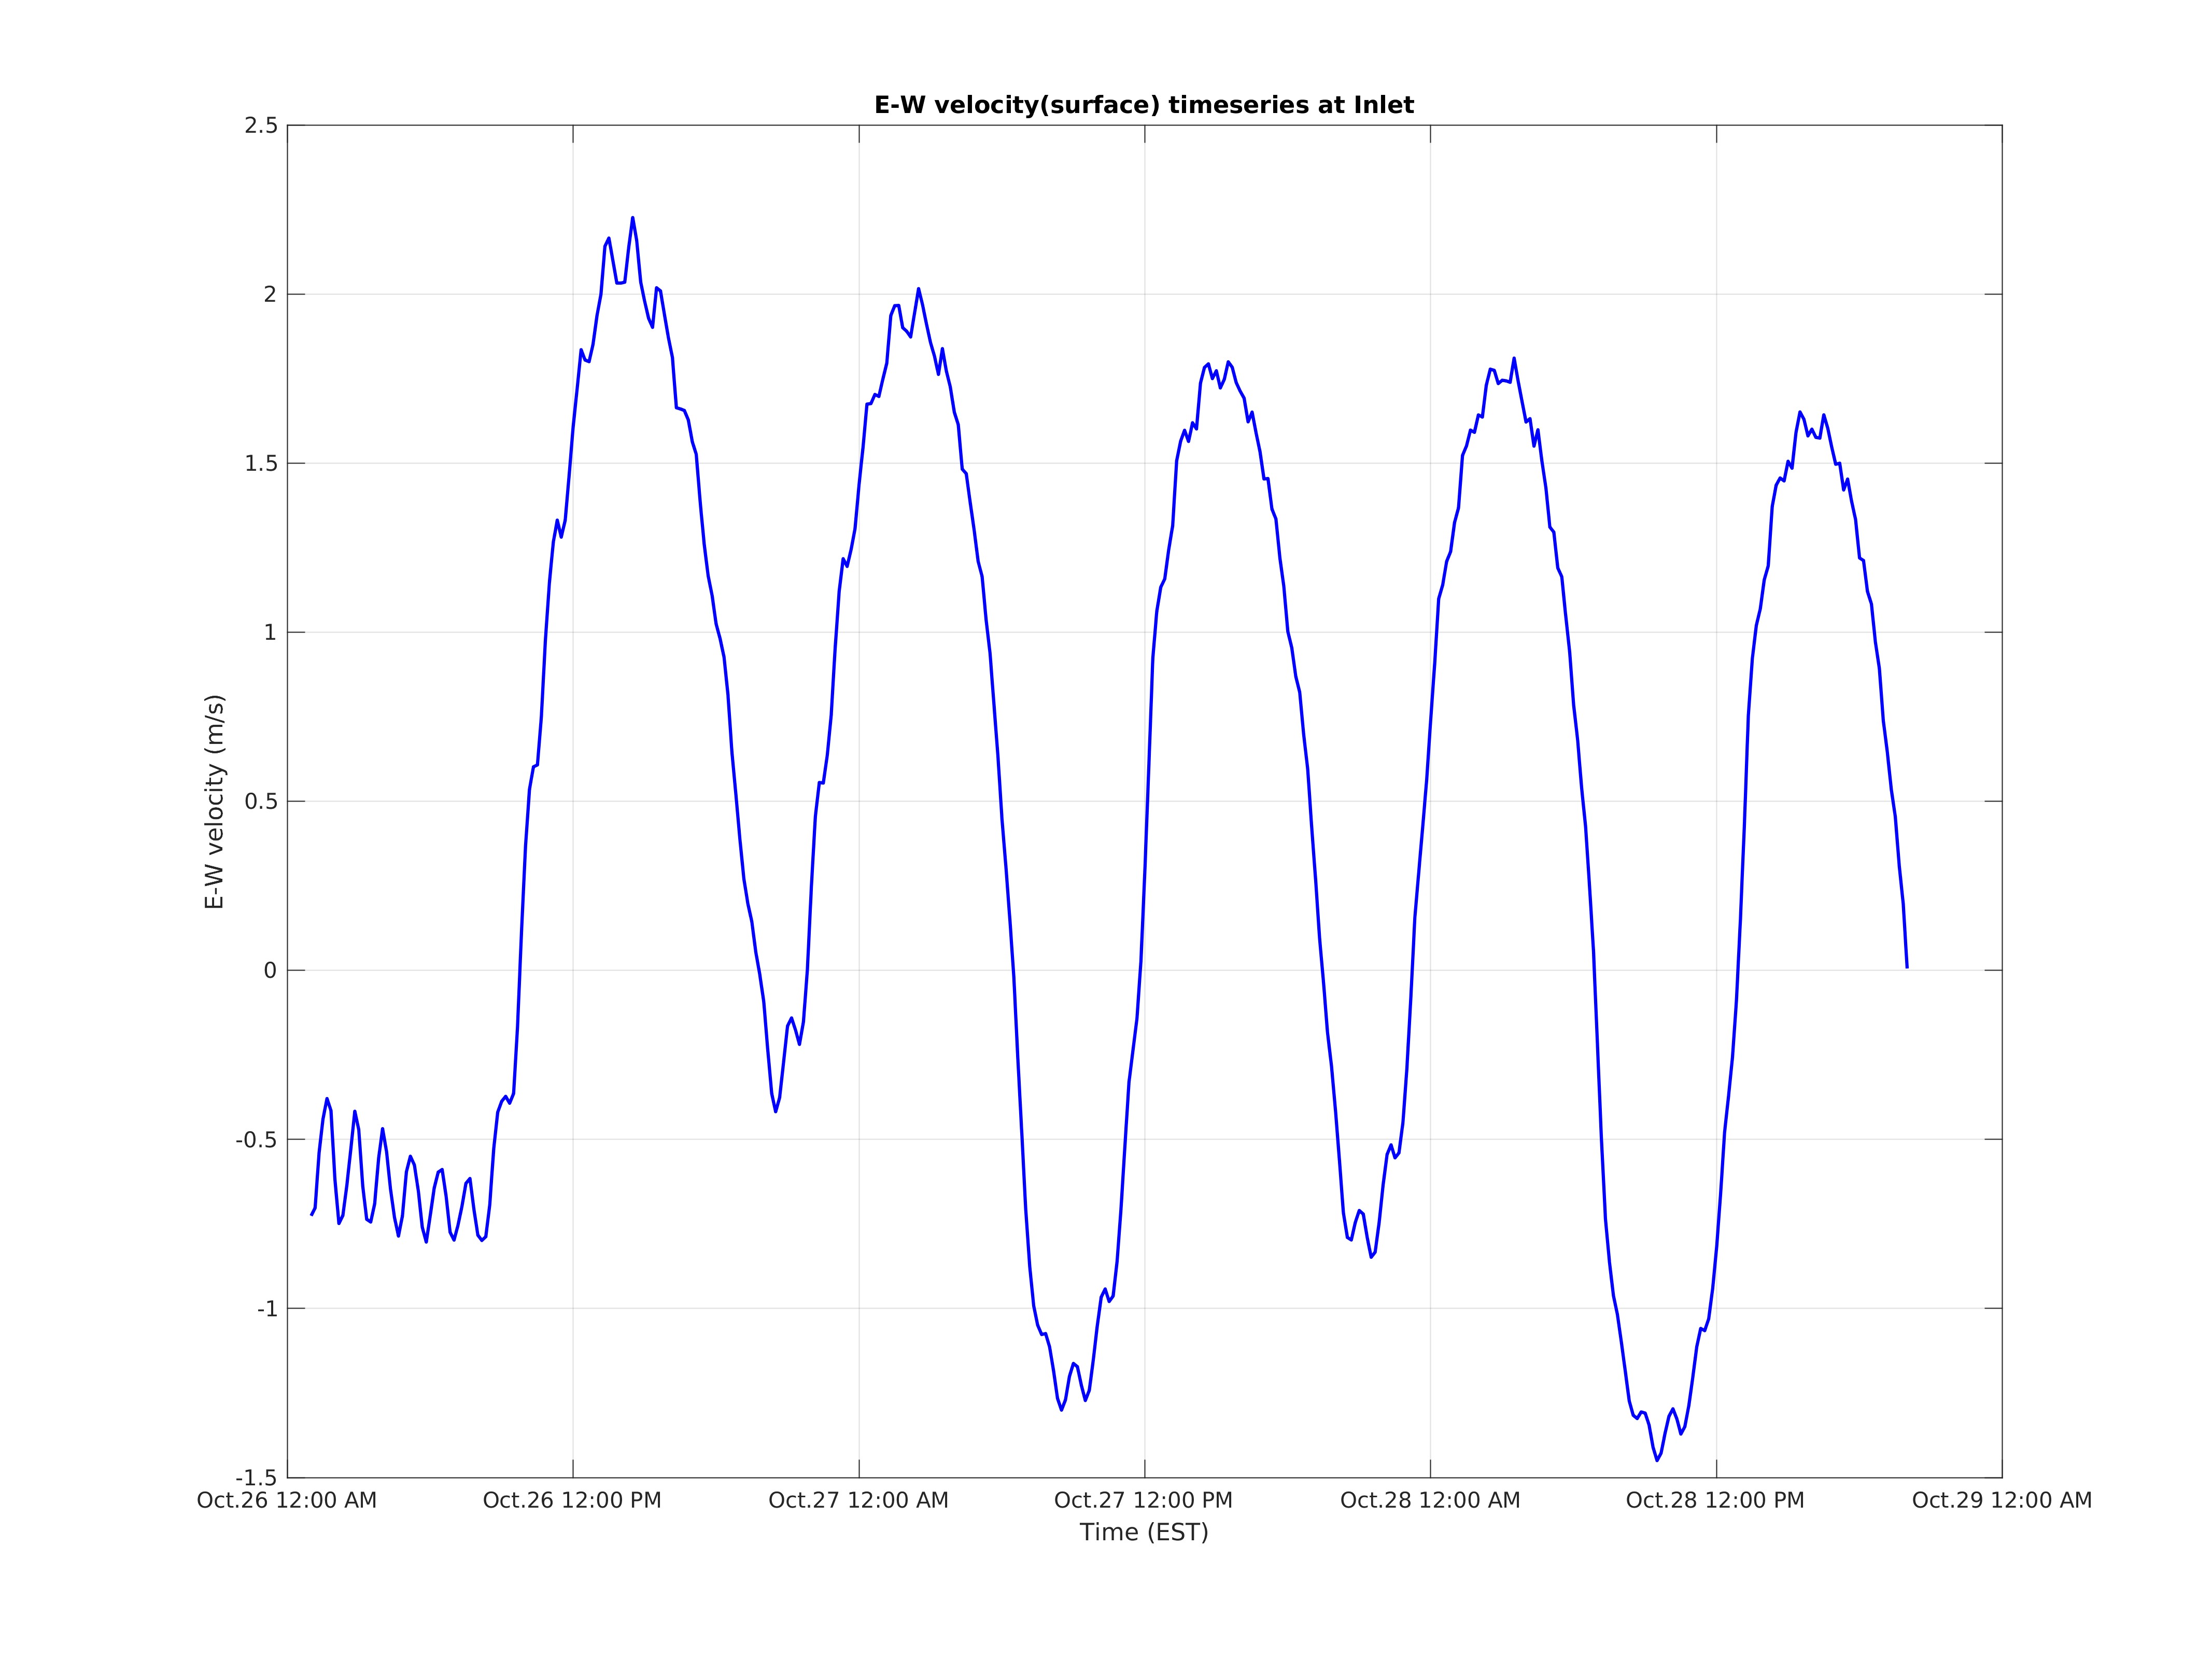 E-W velocity(surface) timeseries at Inlet
2.5
2
1.5
1
0.5
0
-0.5
-1
-1.5
E-W velocity (m/s)
Oct.26 12:00 AM
Oct.26 12:00 PM
Oct.27 12:00 AM
Oct.27 12:00 PM
Oct.28 12:00 AM
Oct.28 12:00 PM
Oct.29 12:00 AM
Time (EST)